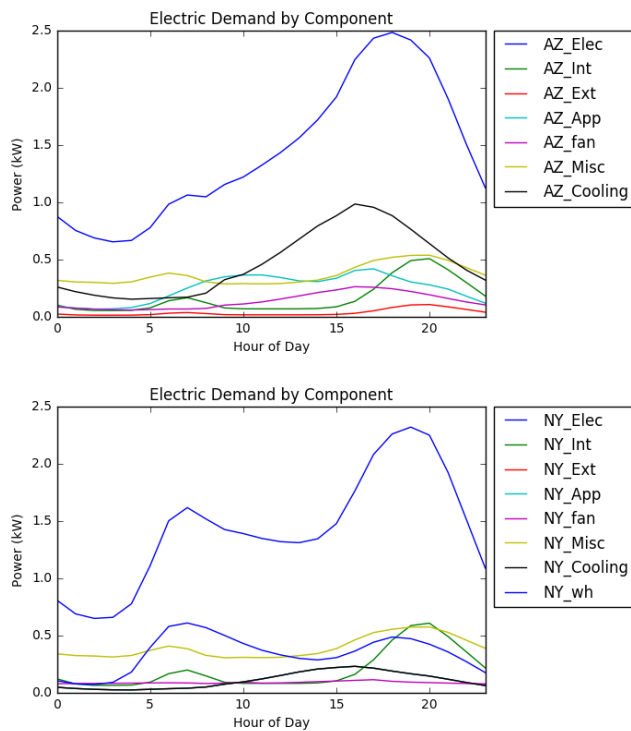 Electric Demand by Component
2.5
2.0
1.5
1.0
0.5
0.0
Power (kW)
0
5
10
15
20
Hour of Day
AZ_Elec
AZ_Int
AZ_Ext
AZ_App
AZ_fan
AZ_Misc
AZ_Cooling
Electric Demand by Component
2.5
2.0
1.5
1.0
0.5
0.0
Power (kW)
0
5
10
15
20
Hour of Day
NY_Elec
NY_Int
NY_Ext
NY_App
NY_fan
NY_Misc
NY_Cooling
NY_wh